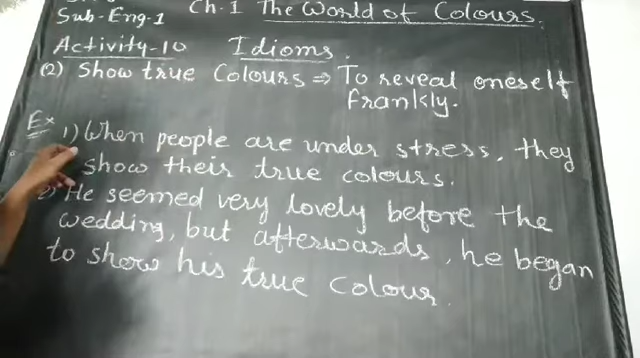 Sub-Eng.1 Ch.1 The World of Colours.
Activity-10 Idioms.
(2) Show true Colours ⇒ To reveal oneself
frankly.
Ex 1) When people are under stress, they
show their true colours.
2) He seemed very lovely before the
wedding, but afterwards, he began
to show his true colour.